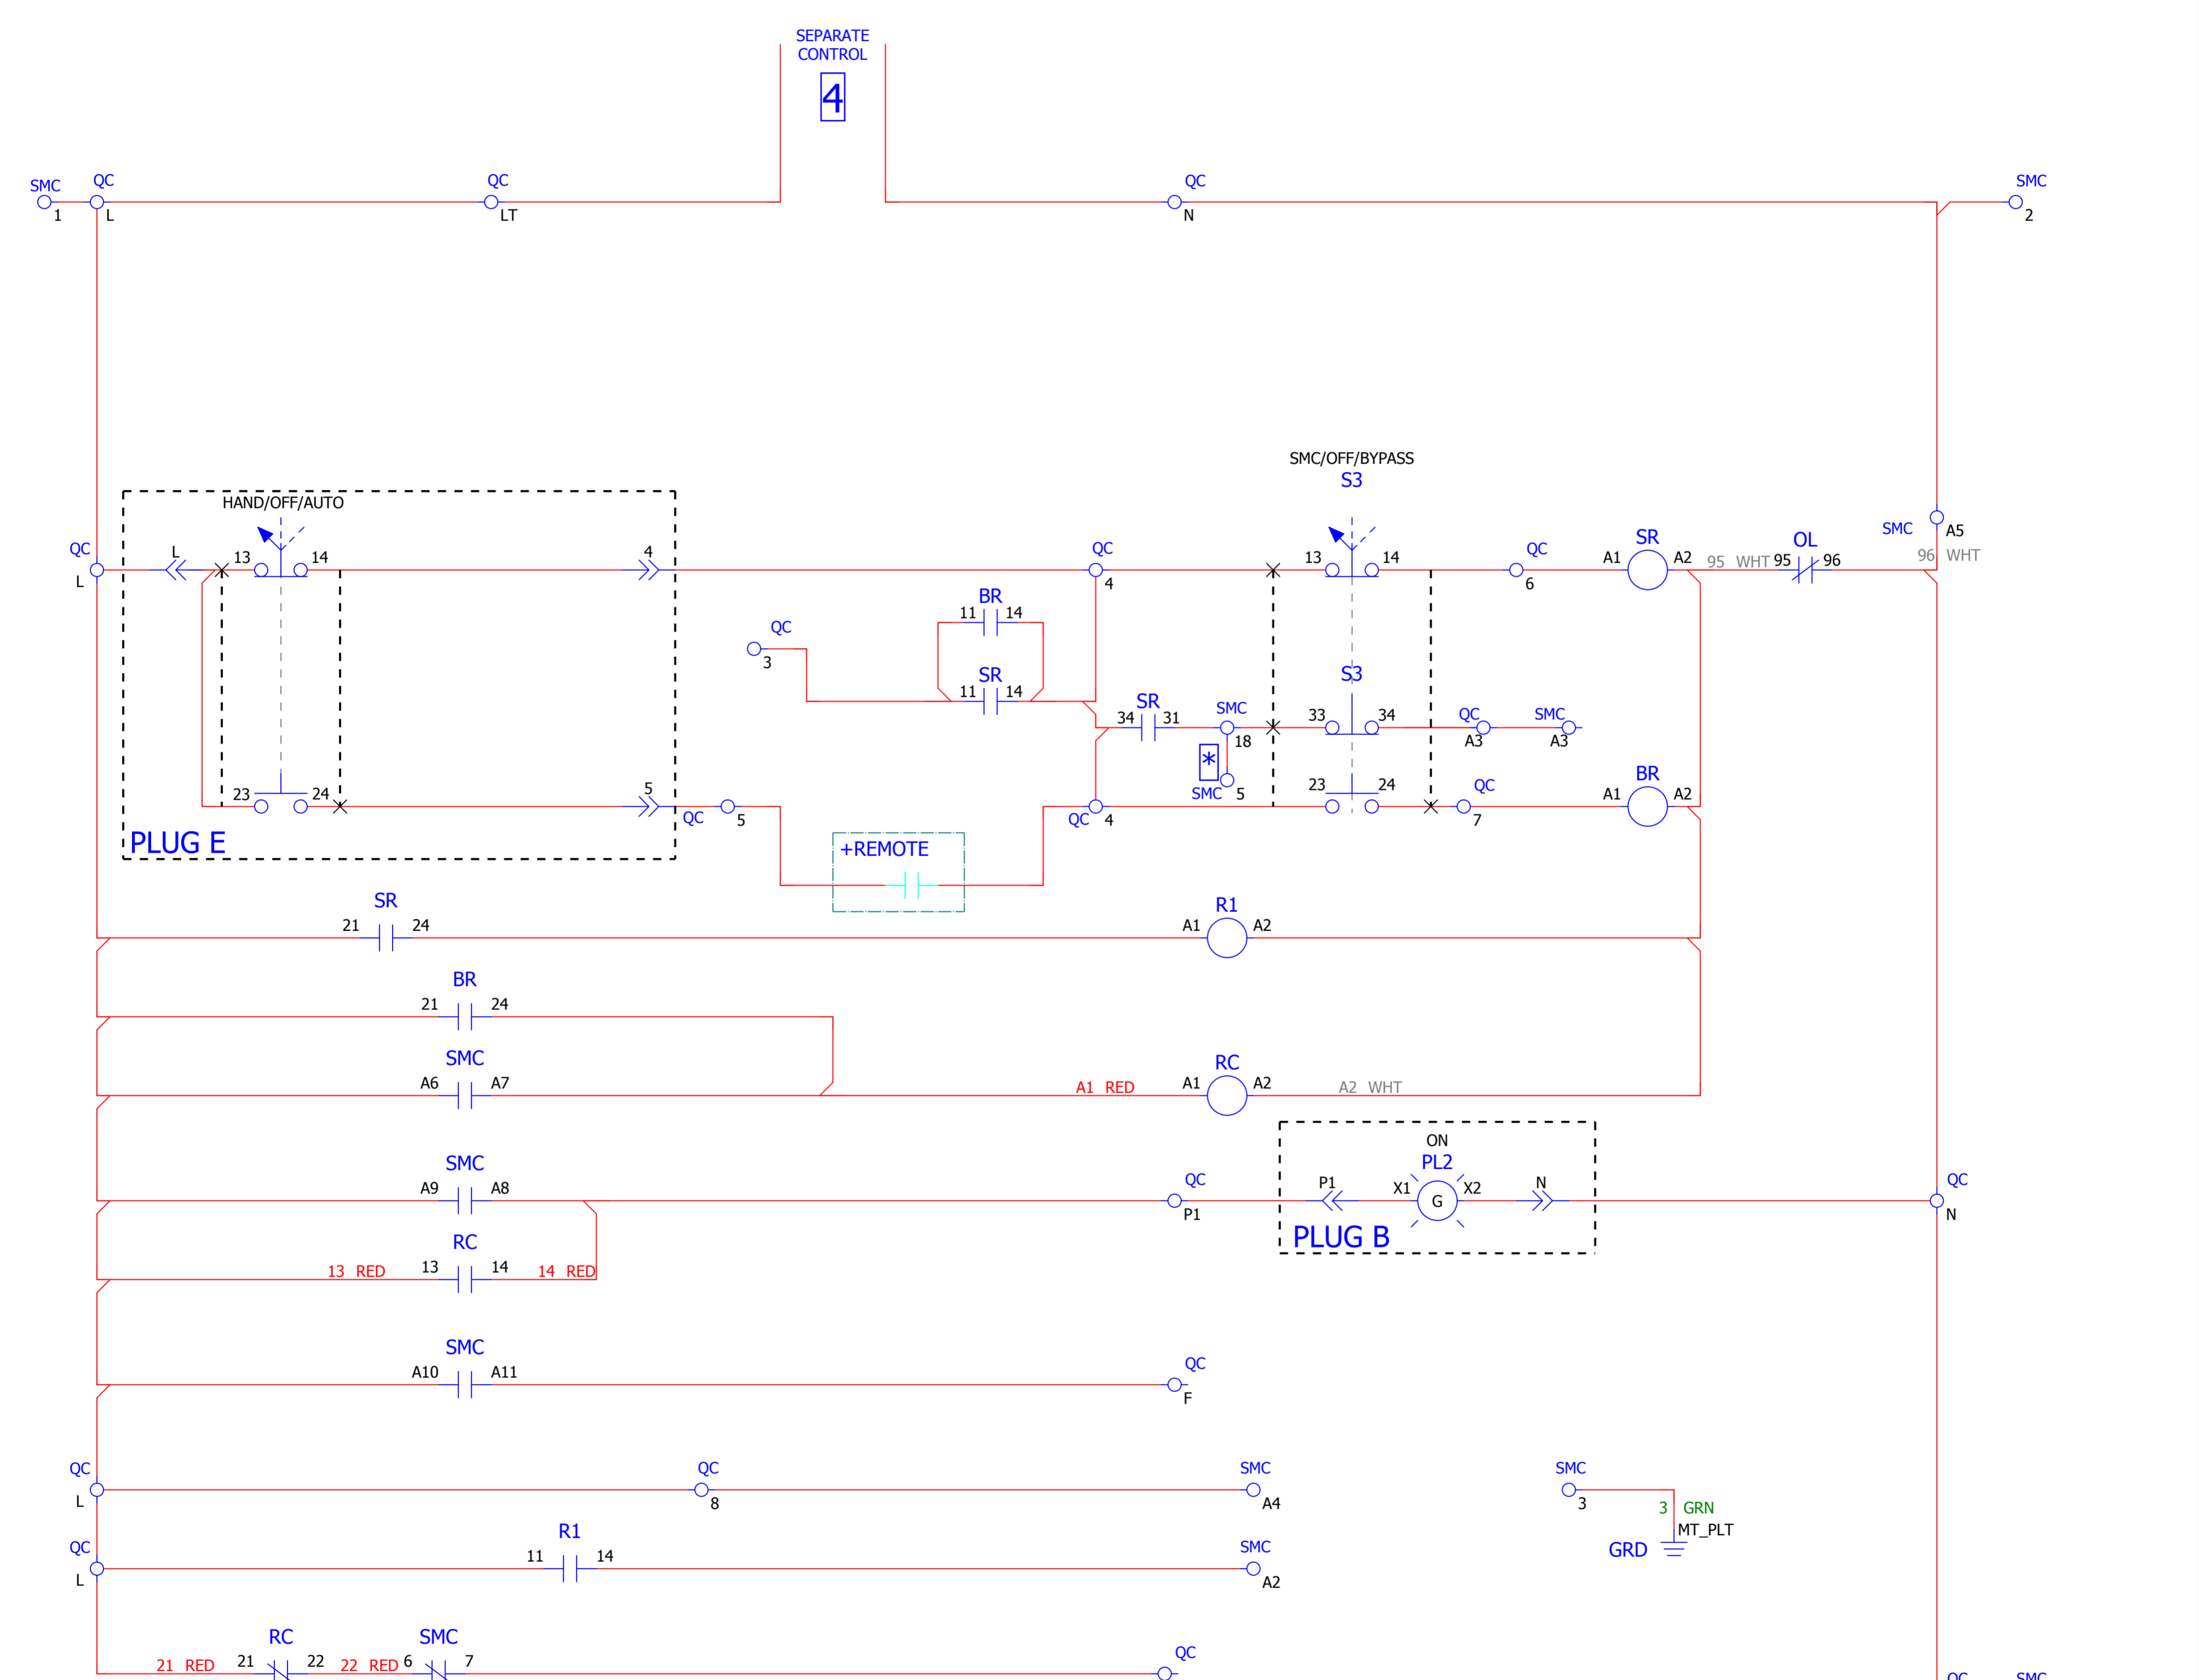 SEPARATE
CONTROL
4
SMC QC QC QC SMC
1 L LT N 2
SMC/OFF/BYPASS
S3
HAND/OFF/AUTO
SMC A5
QC L 13 14 4 QC 13 14 QC SR OL
L 4 6 A1 A2 95 WHT 95 96 96 WHT
BR
11 14
QC
3
SR
11 14
S3
SR
34 31
SMC
18
33 34
QC
A3
SMC
A3
*
SMC 5
23 24
5
QC 5
QC 4
23 24
QC
7
BR
A1 A2
PLUG E
+REMOTE
SR
21 24
R1
A1 A2
BR
21 24
SMC
A6 A7
A1 RED
RC
A1 A2
A2 WHT
ON
PL2
SMC
A9 A8
QC
P1
P1 X1 G X2 N
QC
N
PLUG B
RC
13 RED 13 14 14 RED
SMC
A10 A11
QC
F
QC
L
QC
8
SMC
A4
SMC
3
3 GRN
MT_PLT
GRD
QC
L
R1
11 14
SMC
A2
RC SMC QC
21 RED 21 22 22 RED 6 7
QC SMC